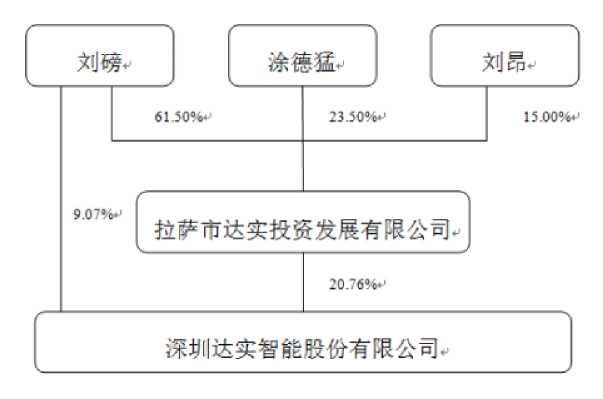 刘磅
涂德猛
刘昂
61.50%
23.50%
15.00%
9.07%
拉萨市达实投资发展有限公司
20.76%
深圳达实智能股份有限公司